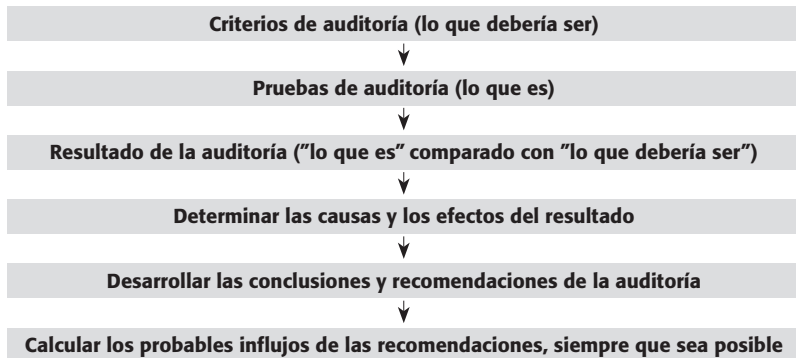 Criterios de auditoría (lo que debería ser)
Pruebas de auditoría (lo que es)
Resultado de la auditoría (”lo que es” comparado con ”lo que debería ser”)
Determinar las causas y los efectos del resultado
Desarrollar las conclusiones y recomendaciones de la auditoría
Calcular los probables influjos de las recomendaciones, siempre que sea posible